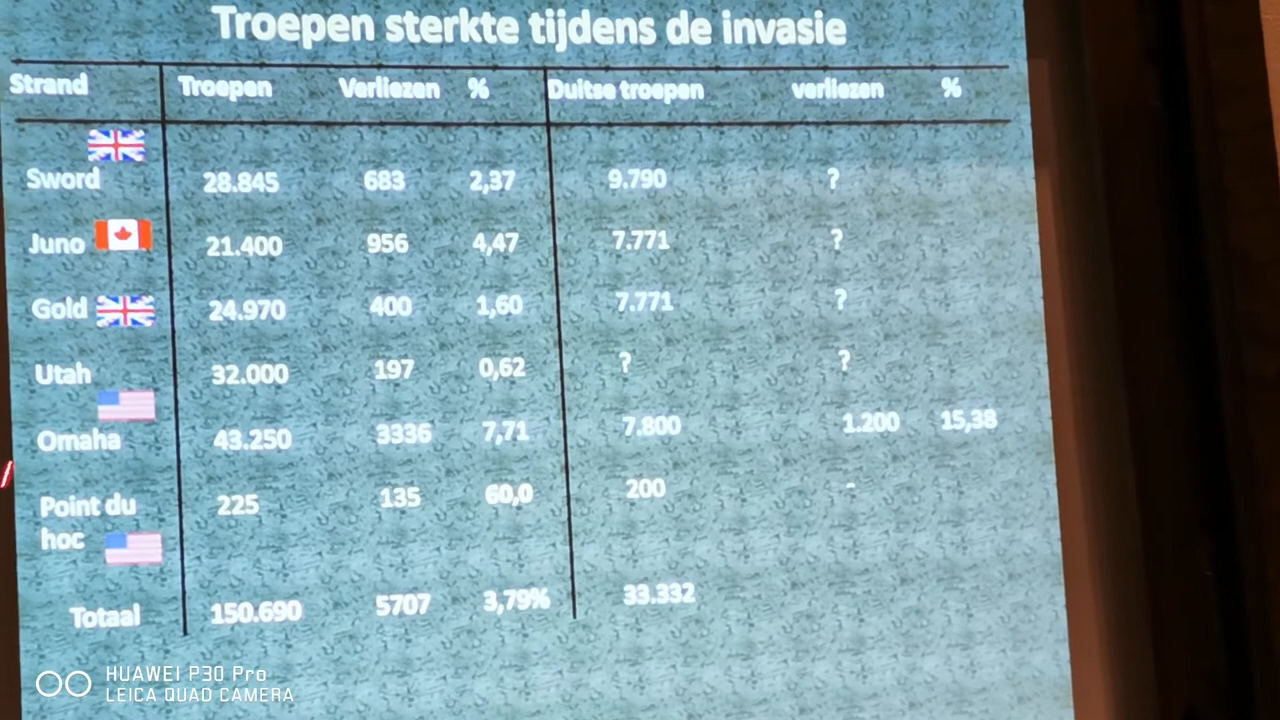 Troepen sterkte tijdens de invasie
Strand Troepen Verliezen % Duitse troepen verliezen %
Sword 28.845 683 2,37 9.790 ?
Juno 21.400 956 4,47 7.771 ?
Gold 24.970 400 1,60 7.771 ?
Utah 32.000 197 0,62 ? ?
Omaha 43.250 3336 7,71 7.800 1.200 15,38
Point du 225 135 60,0 200 -
hoc
Totaal 150.690 5707 3,79% 33.332
HUAWEI P30 Pro
LEICA QUAD CAMERA